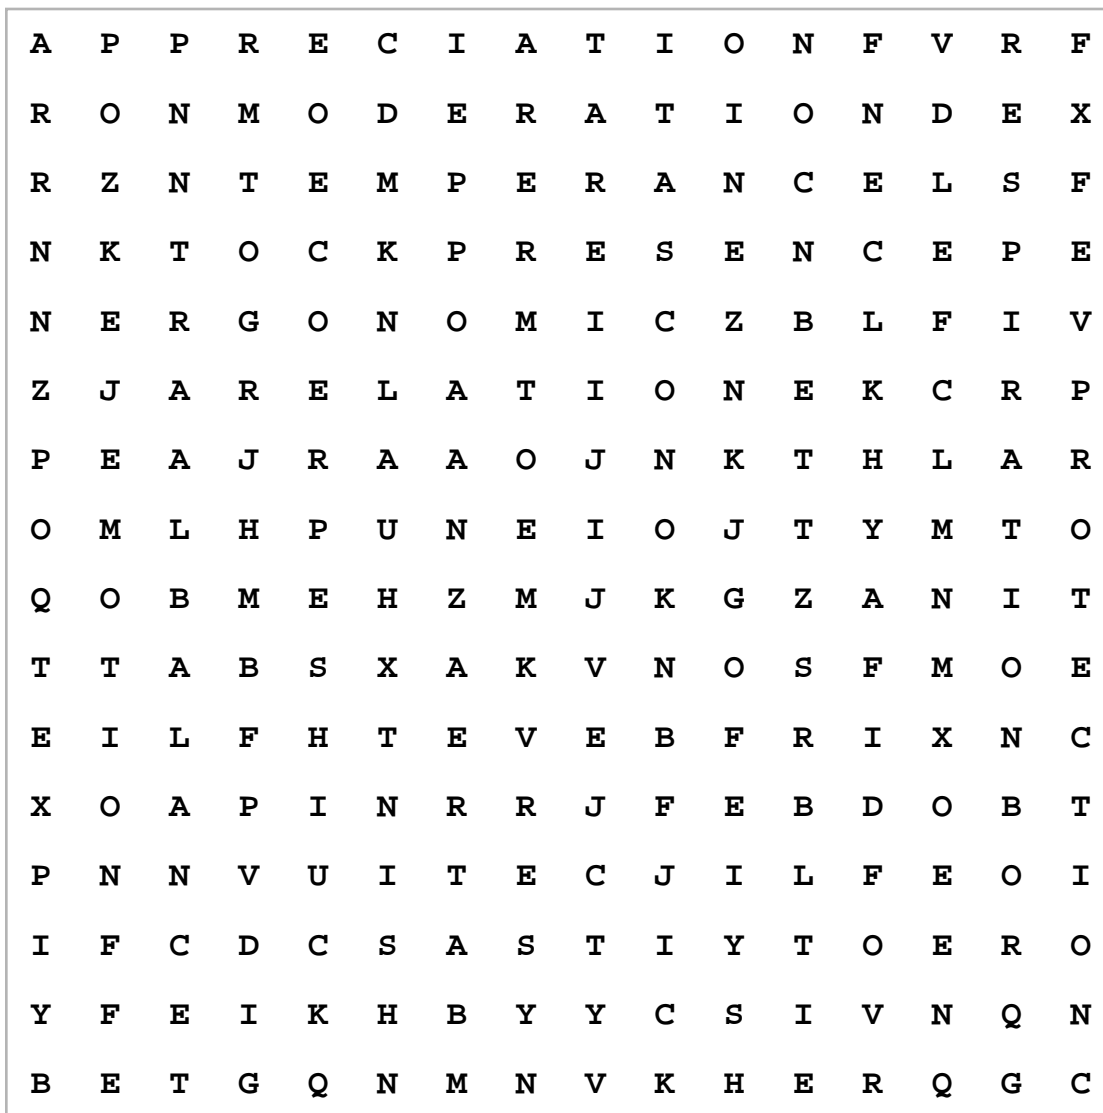 A P P R E C I A T I O N F V R F
R O N M O D E R A T I O N D E X
R Z N T E M P E R A N C E L S F
N K T O C K P R E S E N C E P E
N E R G O N O M I C Z B L F I V
Z J A R E L A T I O N E K C R P
P E A J R A A O J N K T H L A R
O M L H P U N E I O J T Y M T O
Q O B M E H Z M J K G Z A N I T
T T A B S X A K V N O S F M O E
E I L F H T E V E B F R I X N C
X O A P I N R R J F E B D O B T
P N N V U I T E C J I L F E O I
I F C D C S A S T I Y T O E R O
Y F E I K H B Y Y C S I V N Q N
B E T G Q N M N V K H E R Q G C